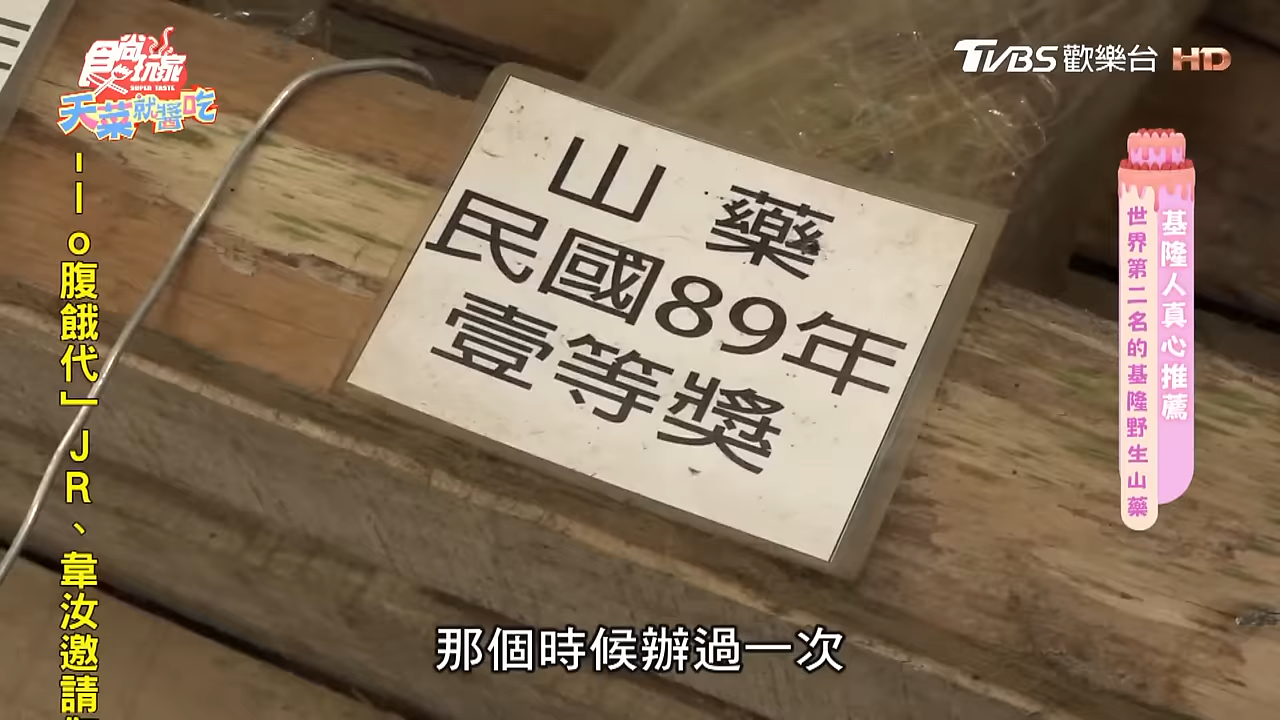 食尚玩家
SUPER TASTE
天菜就醬吃
TVBS歡樂台 HD
山 藥
民國89年
壹等獎
基隆人真心推薦
世界第二名的基隆野生山藥
o腹餓代」JR、韋汝邀請
那個時候辦過一次